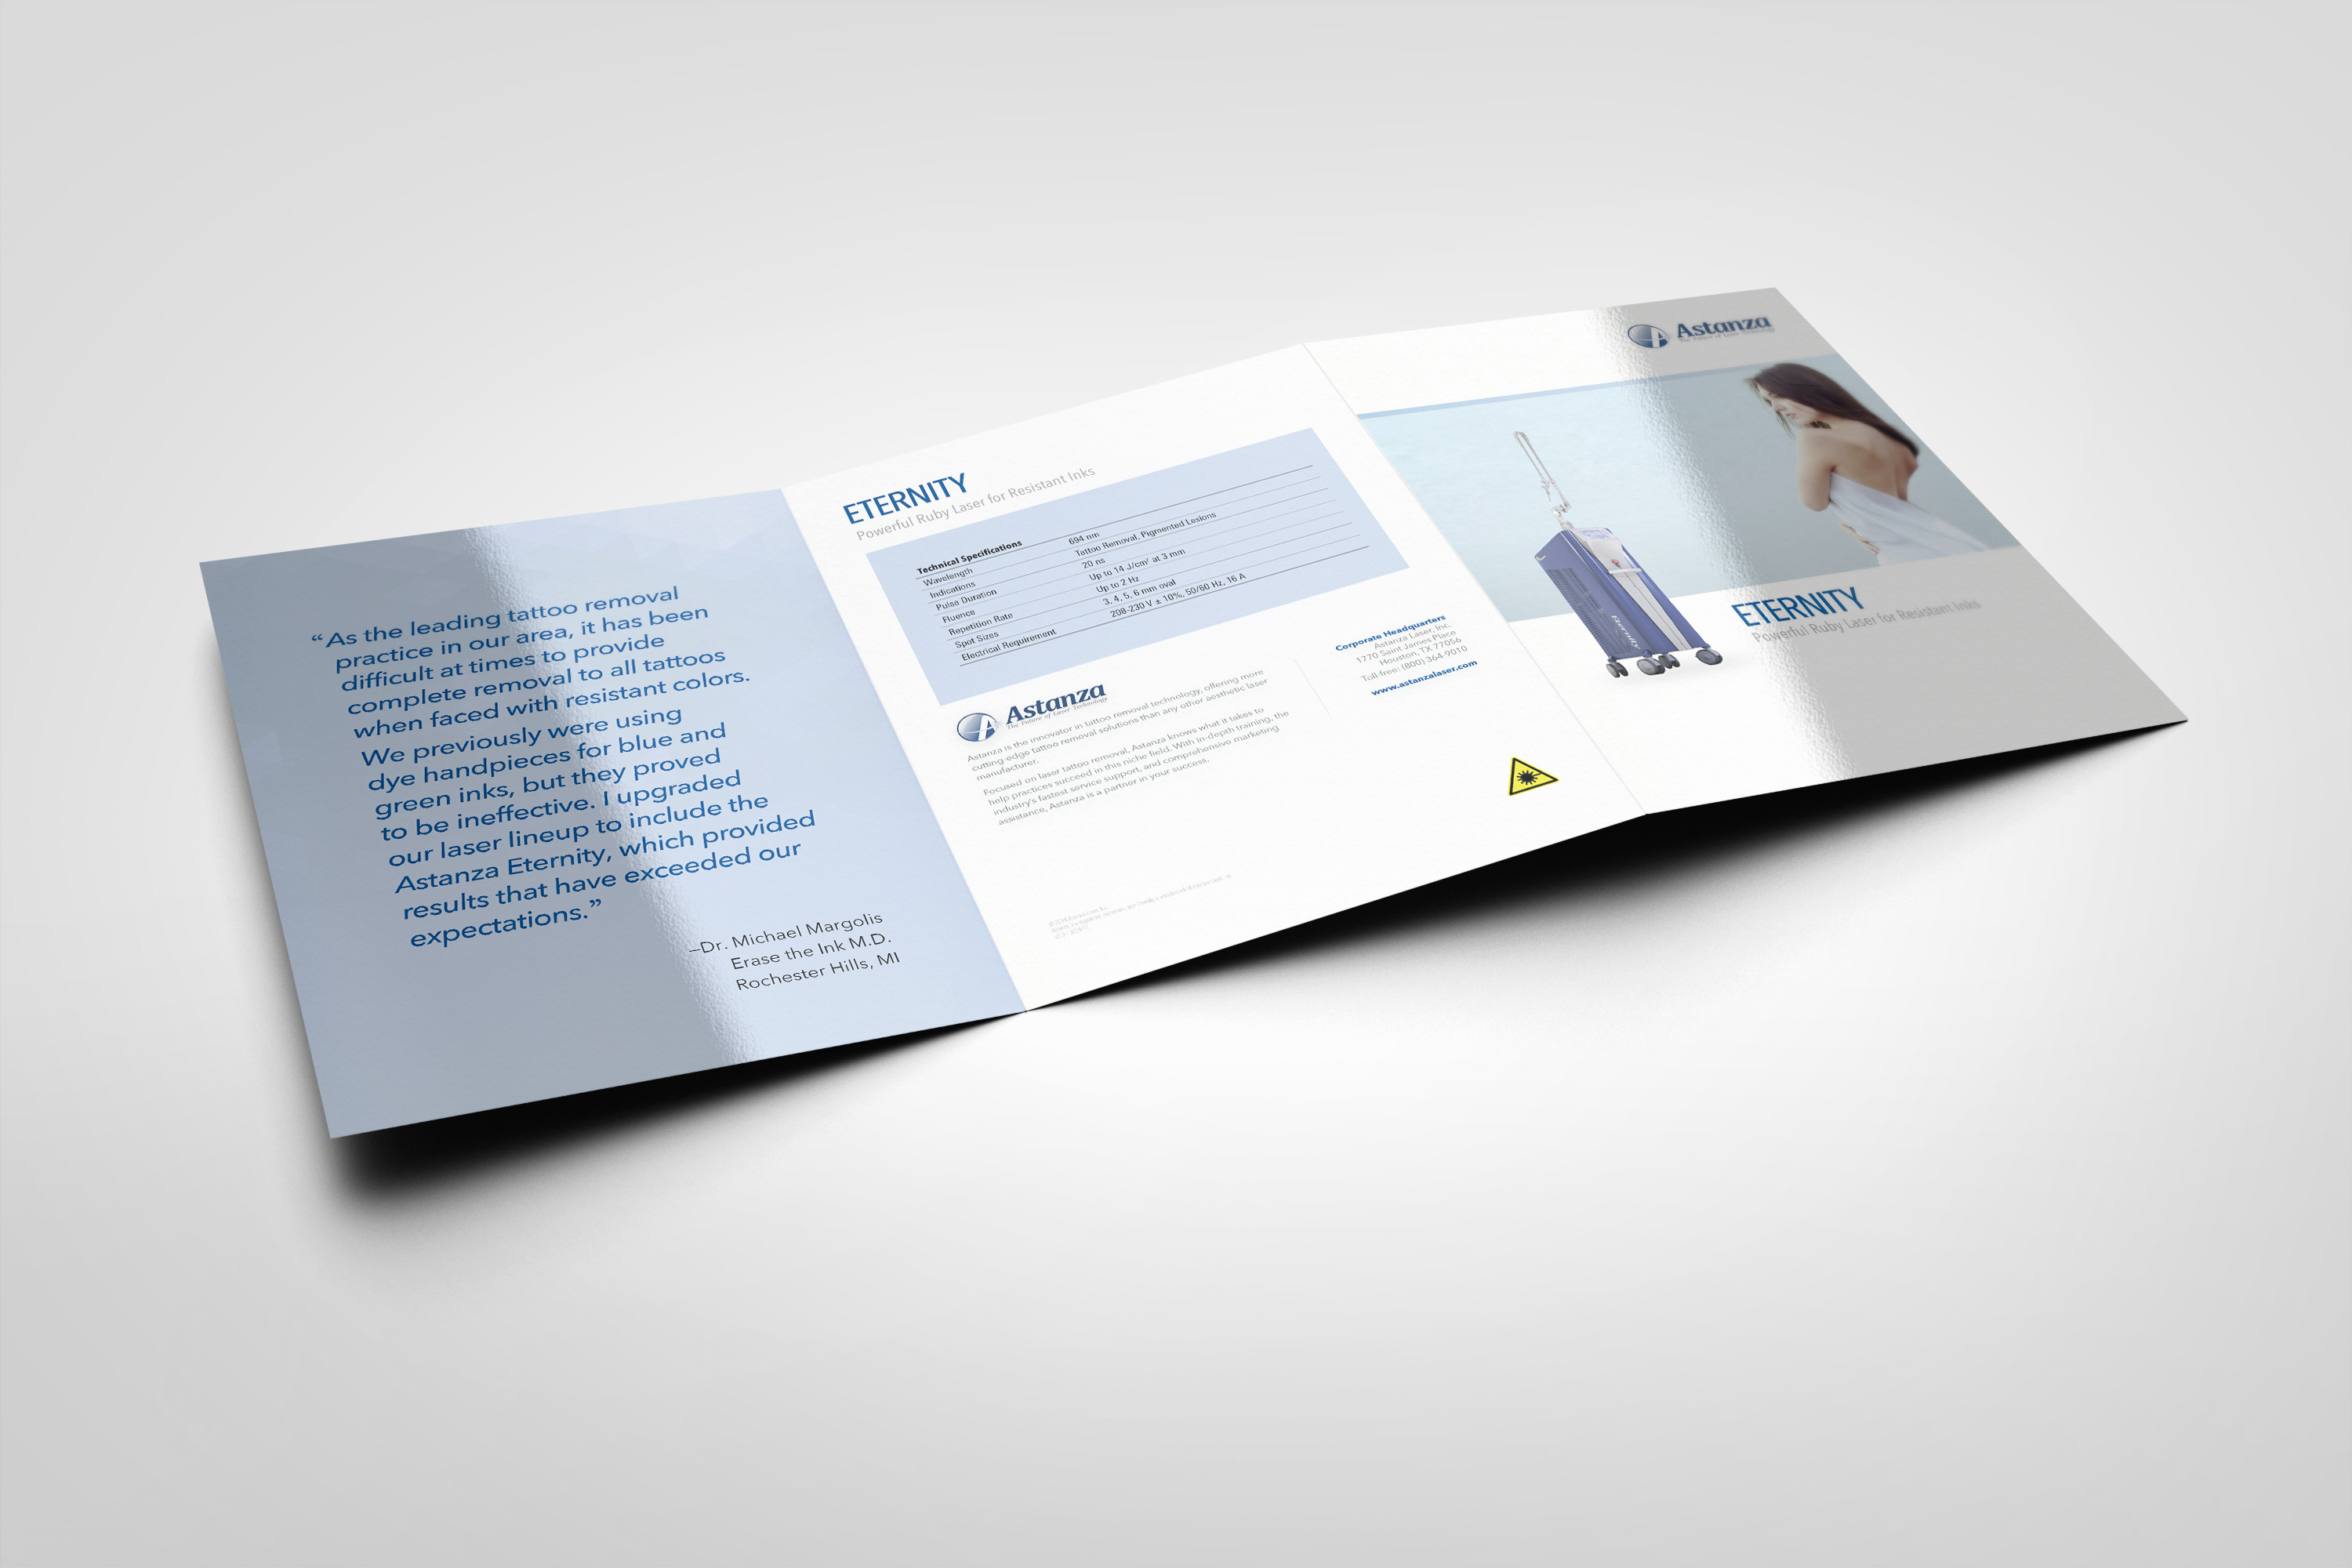 “As the leading tattoo removal
practice in our area, it has been
difficult at times to provide
complete removal to all tattoos
when faced with resistant colors.
We previously were using
dye handpieces for blue and
green inks, but they proved
to be ineffective. I upgraded
our laser lineup to include the
Astanza Eternity, which provided
results that have exceeded our
expectations.”
–Dr. Michael Margolis
Erase the Ink M.D.
Rochester Hills, MI
ETERNITY
Powerful Ruby Laser for Resistant Inks
Technical Specifications
Wavelength 694 nm
Indications Tattoo Removal, Pigmented Lesions
Pulse Duration 20 ns
Fluence Up to 14 J/cm² at 3 mm
Repetition Rate Up to 2 Hz
Spot Sizes 3, 4, 5, 6 mm oval
Electrical Requirement 208-230 V ± 10%, 50/60 Hz, 16 A
Astanza
The Future of Laser Technology
Astanza is the innovator in tattoo removal technology, offering more
cutting-edge tattoo removal solutions than any other aesthetic laser
manufacturer.
Focused on laser tattoo removal, Astanza knows what it takes to
help practices succeed in this niche field. With in-depth training, the
industry's fastest service support, and comprehensive marketing
assistance, Astanza is a partner in your success.
Corporate Headquarters
Astanza Laser, Inc.
1770 Saint James Place
Houston, TX 77056
Toll-free: (800) 364-9010
www.astanzalaser.com
Astanza
The Future of Laser Technology
Eternity
ETERNITY
Powerful Ruby Laser for Resistant Inks